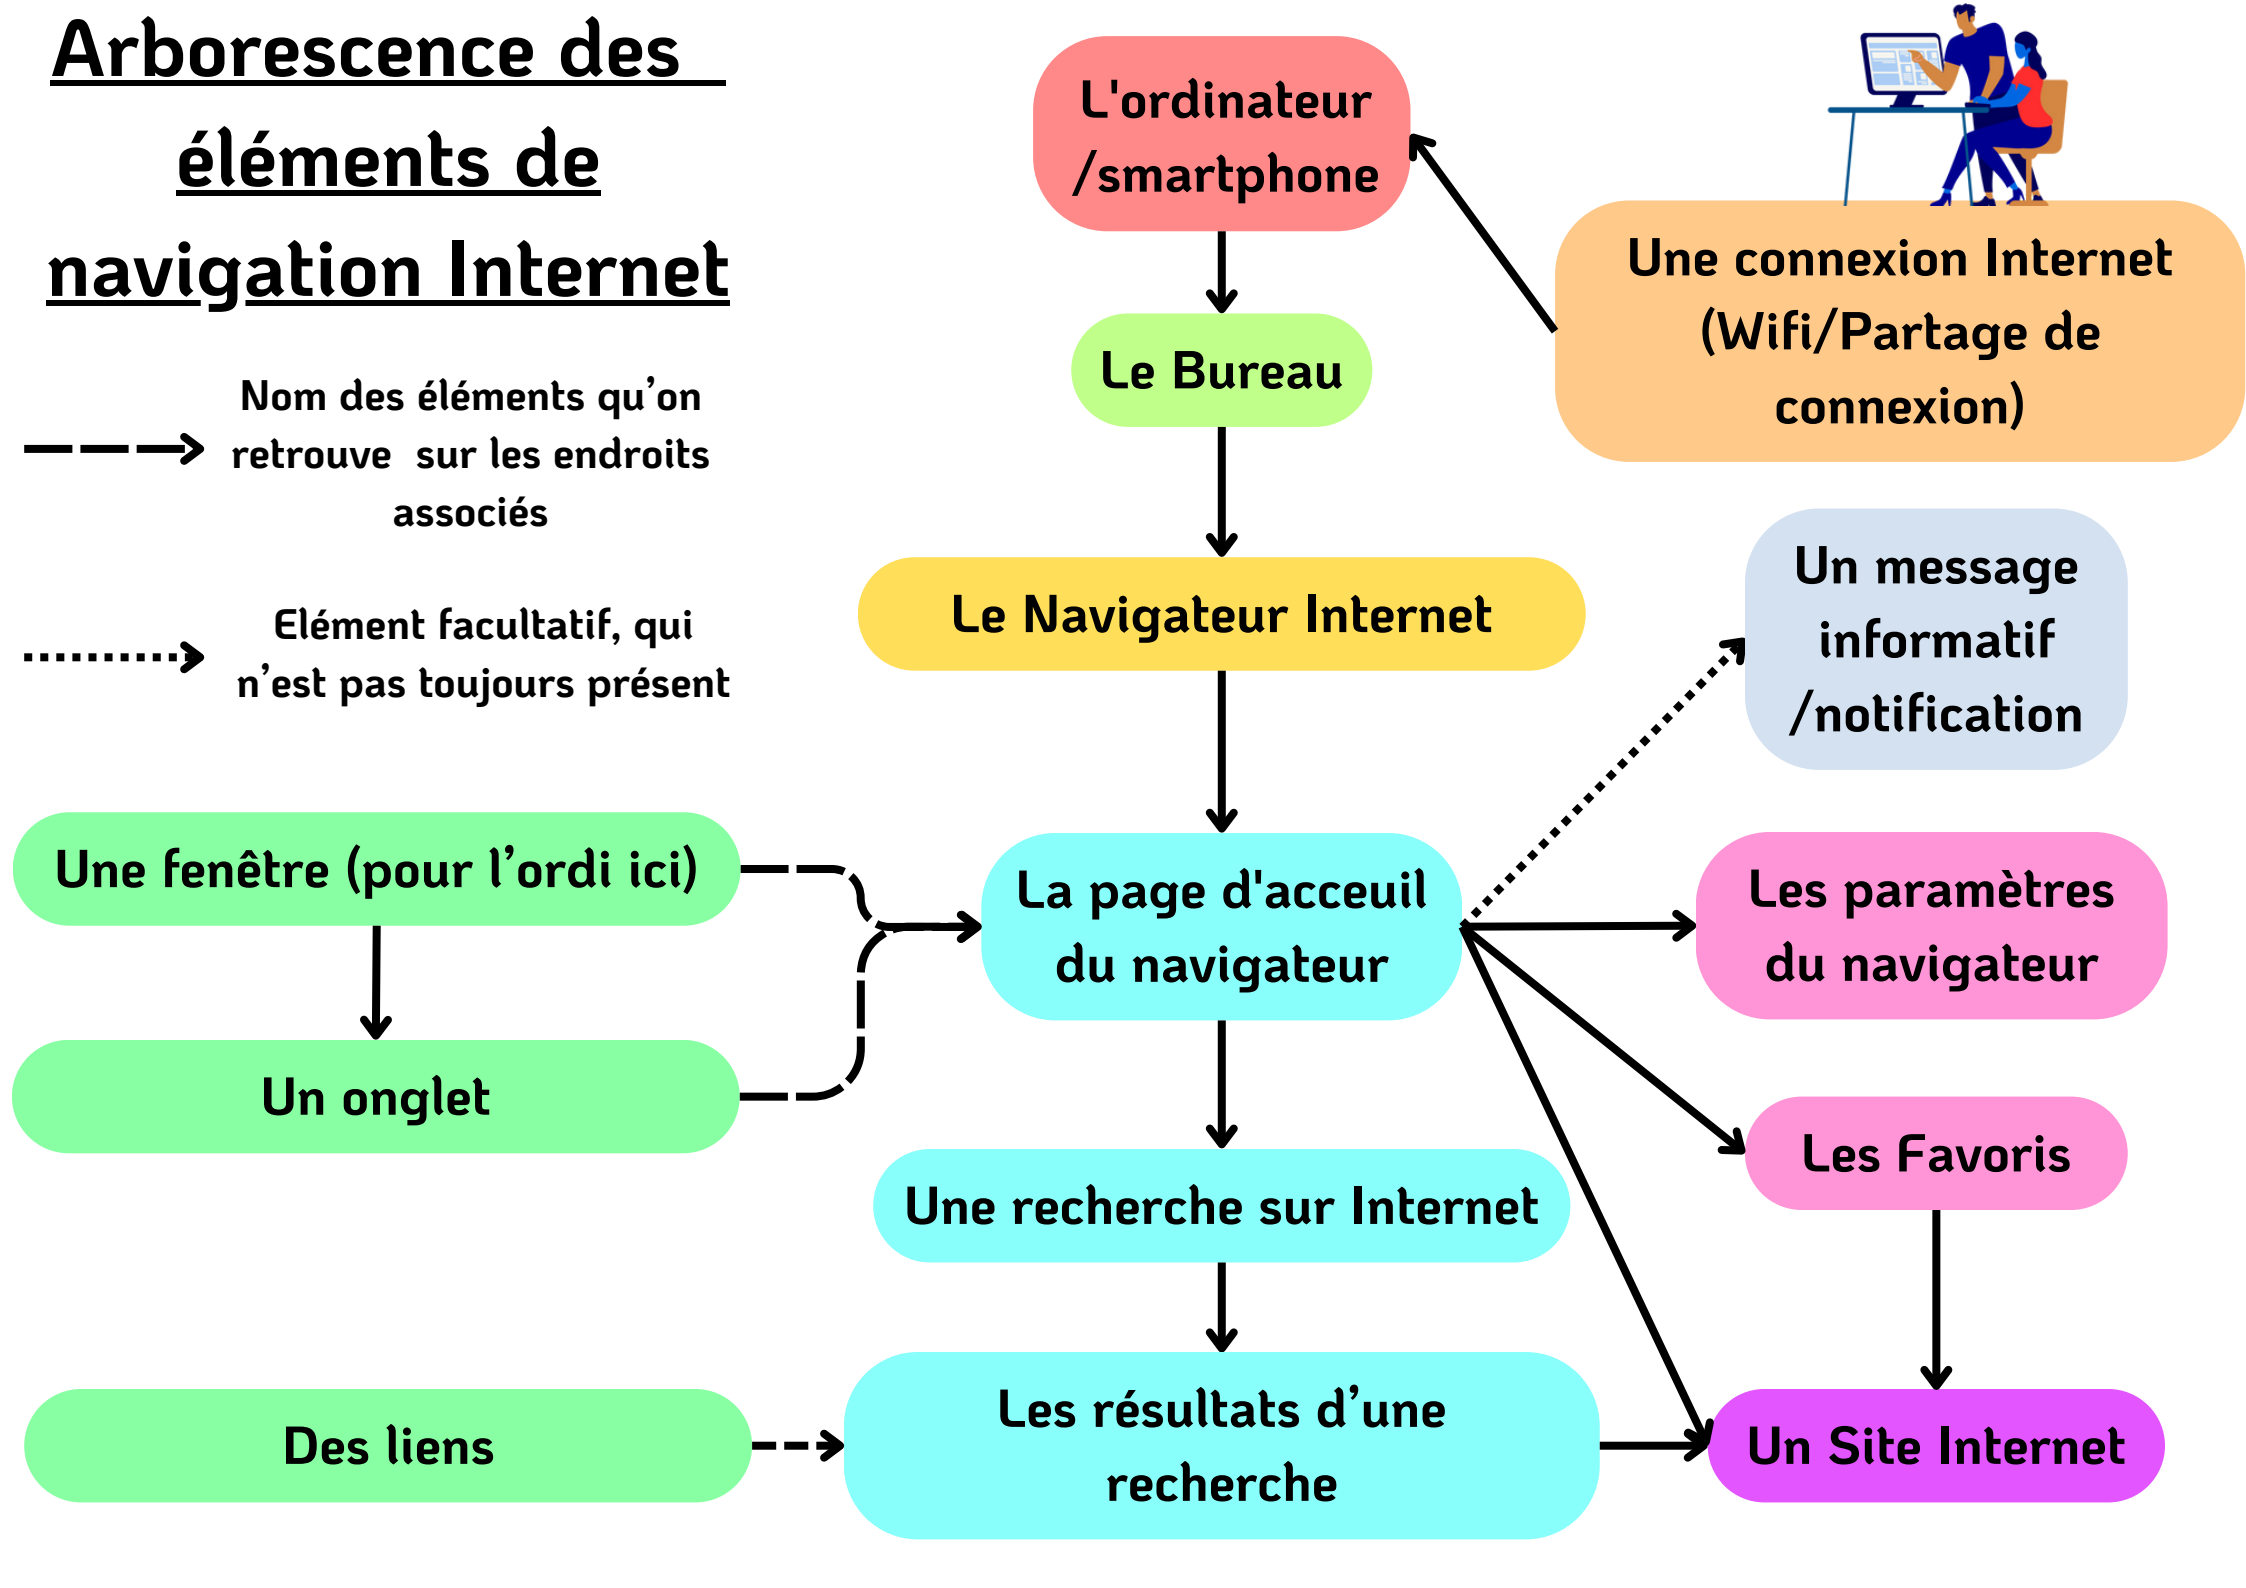 Arborescence des
éléments de
navigation Internet
Nom des éléments qu’on
retrouve sur les endroits
associés
Elément facultatif, qui
n’est pas toujours présent
L'ordinateur
/smartphone
Une connexion Internet
(Wifi/Partage de
connexion)
Le Bureau
Le Navigateur Internet
Un message
informatif
/notification
Une fenêtre (pour l’ordi ici)
La page d'acceuil
du navigateur
Les paramètres
du navigateur
Un onglet
Les Favoris
Une recherche sur Internet
Des liens
Les résultats d’une
recherche
Un Site Internet